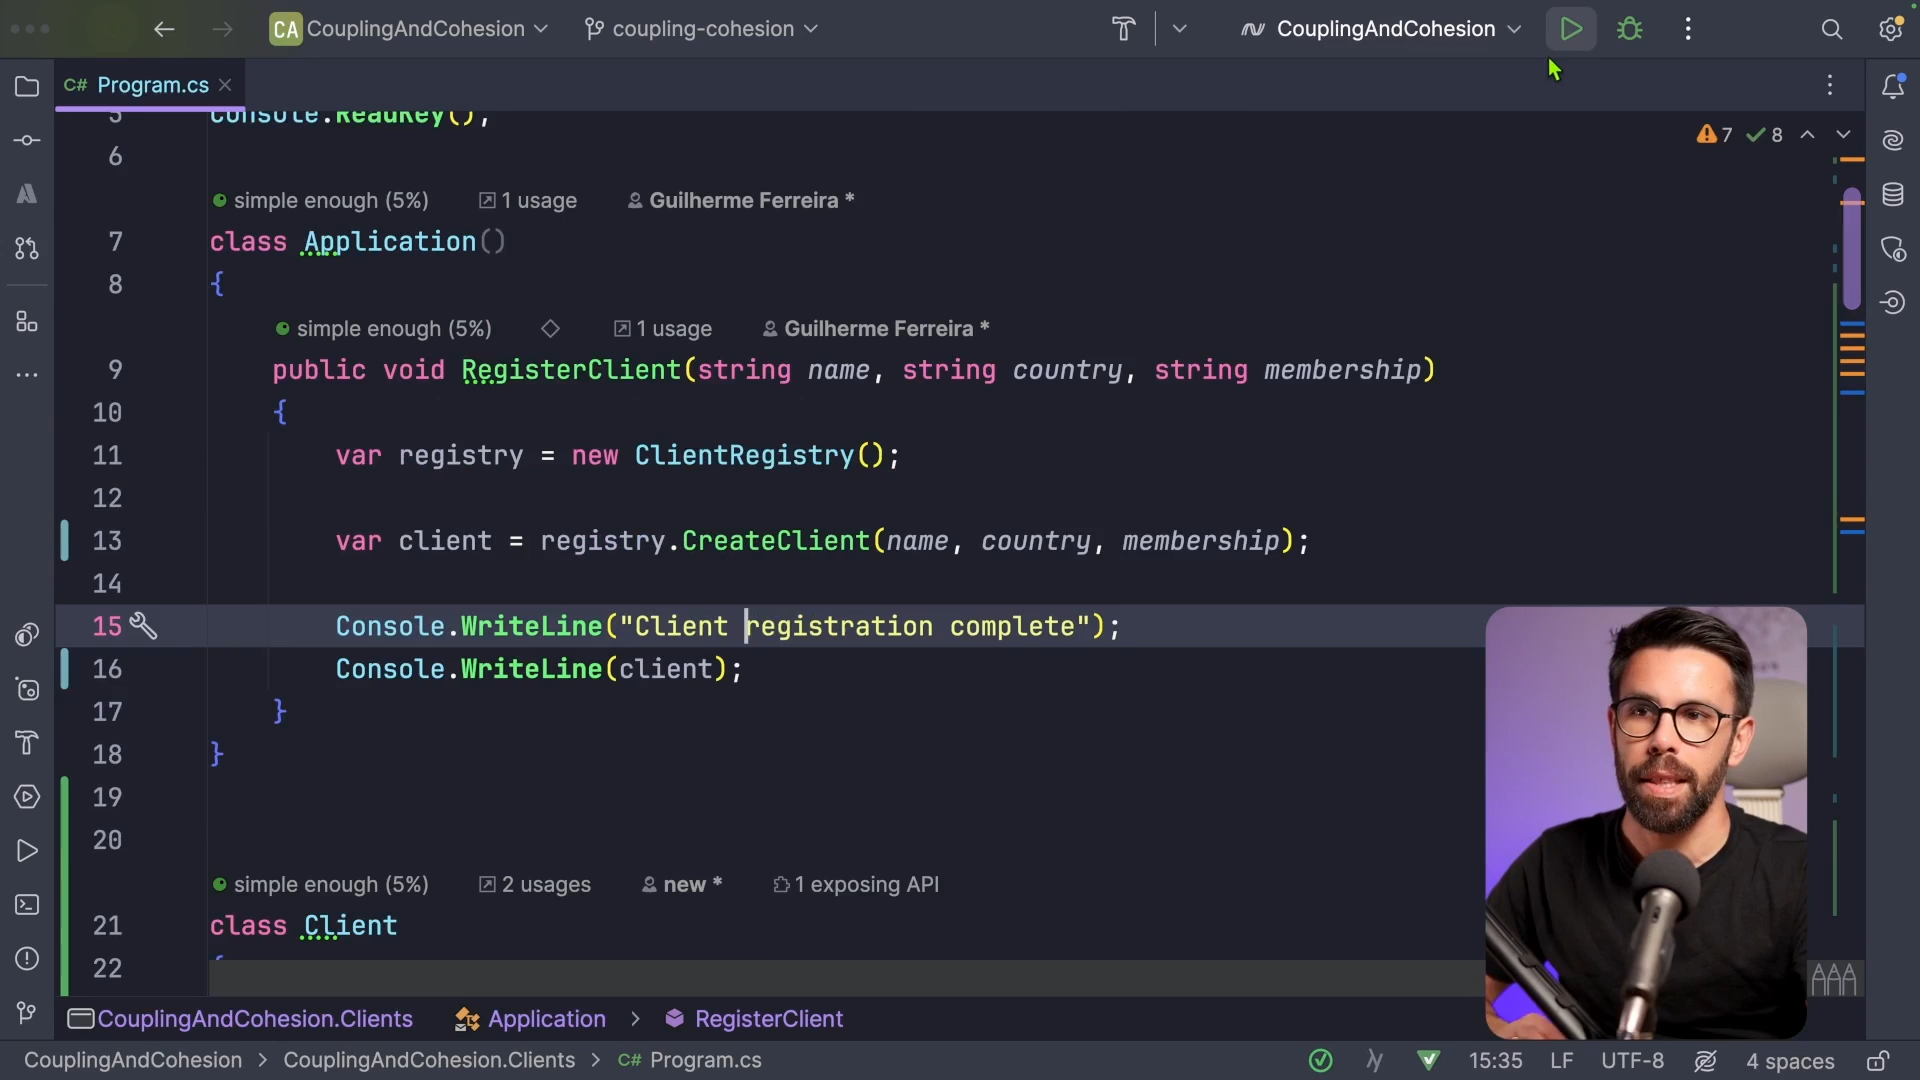 CA CouplingAndCohesion coupling-cohesion CouplingAndCohesion
C# Program.cs
5 Console.ReadKey();
7 8
6
simple enough (5%) 1 usage Guilherme Ferreira *
7 class Application()
8 {
simple enough (5%) 1 usage Guilherme Ferreira *
9 public void RegisterClient(string name, string country, string membership)
10 {
11 var registry = new ClientRegistry();
12
13 var client = registry.CreateClient(name, country, membership);
14
15 Console.WriteLine("Client registration complete");
16 Console.WriteLine(client);
17 }
18 }
19
20
simple enough (5%) 2 usages new * 1 exposing API
21 class Client
22 {
CouplingAndCohesion.Clients Application > RegisterClient
CouplingAndCohesion > CouplingAndCohesion.Clients > C# Program.cs 15:35 LF UTF-8 4 spaces